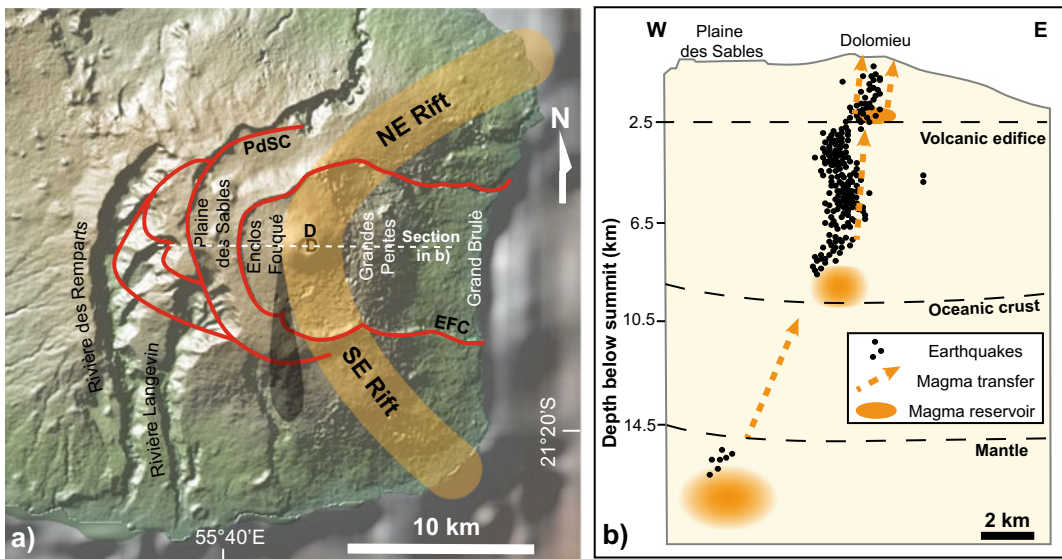 NE Rift
N
PdSC
Plaine
des Sables
Enclos
Fouqué
D
Grandes
Pentes
Section
in b)
Grand Brulè
Rivière des Remparts
Rivière Langevin
EFC
SE Rift
21°20'S
a)
55°40'E
10 km
W
Plaine
des Sables
Dolomieu
E
2.5
Volcanic edifice
6.5
Depth below summit (km)
Oceanic crust
10.5
Earthquakes
Magma transfer
Magma reservoir
14.5
Mantle
b)
2 km